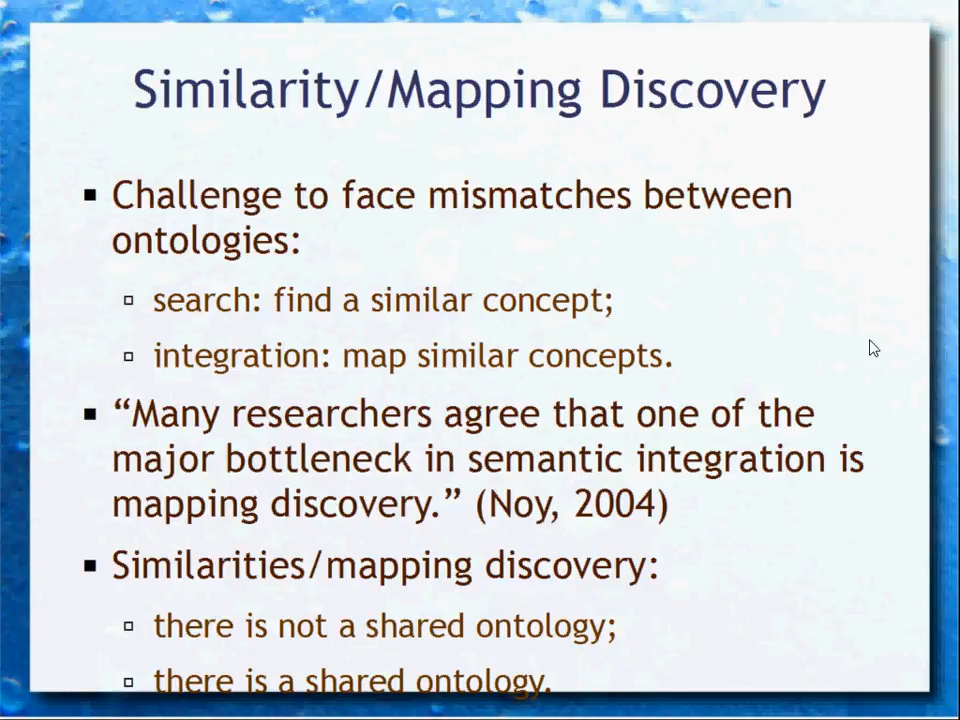 Similarity/Mapping Discovery
▪ Challenge to face mismatches between
ontologies:
▫ search: find a similar concept;
▫ integration: map similar concepts.
▪ “Many researchers agree that one of the
major bottleneck in semantic integration is
mapping discovery.” (Noy, 2004)
▪ Similarities/mapping discovery:
▫ there is not a shared ontology;
▫ there is a shared ontology.